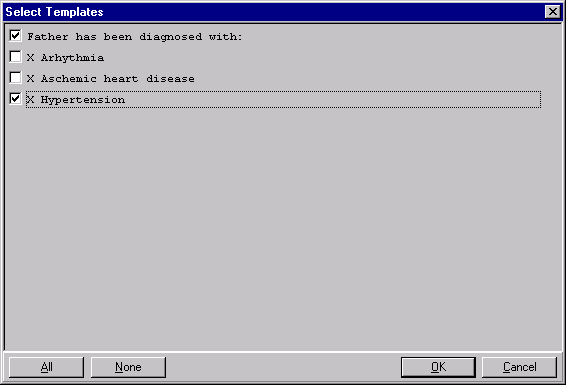 Select Templates
Father has been diagnosed with:
X Arhythmia
X Aschemic heart disease
X Hypertension
All
None
OK
Cancel